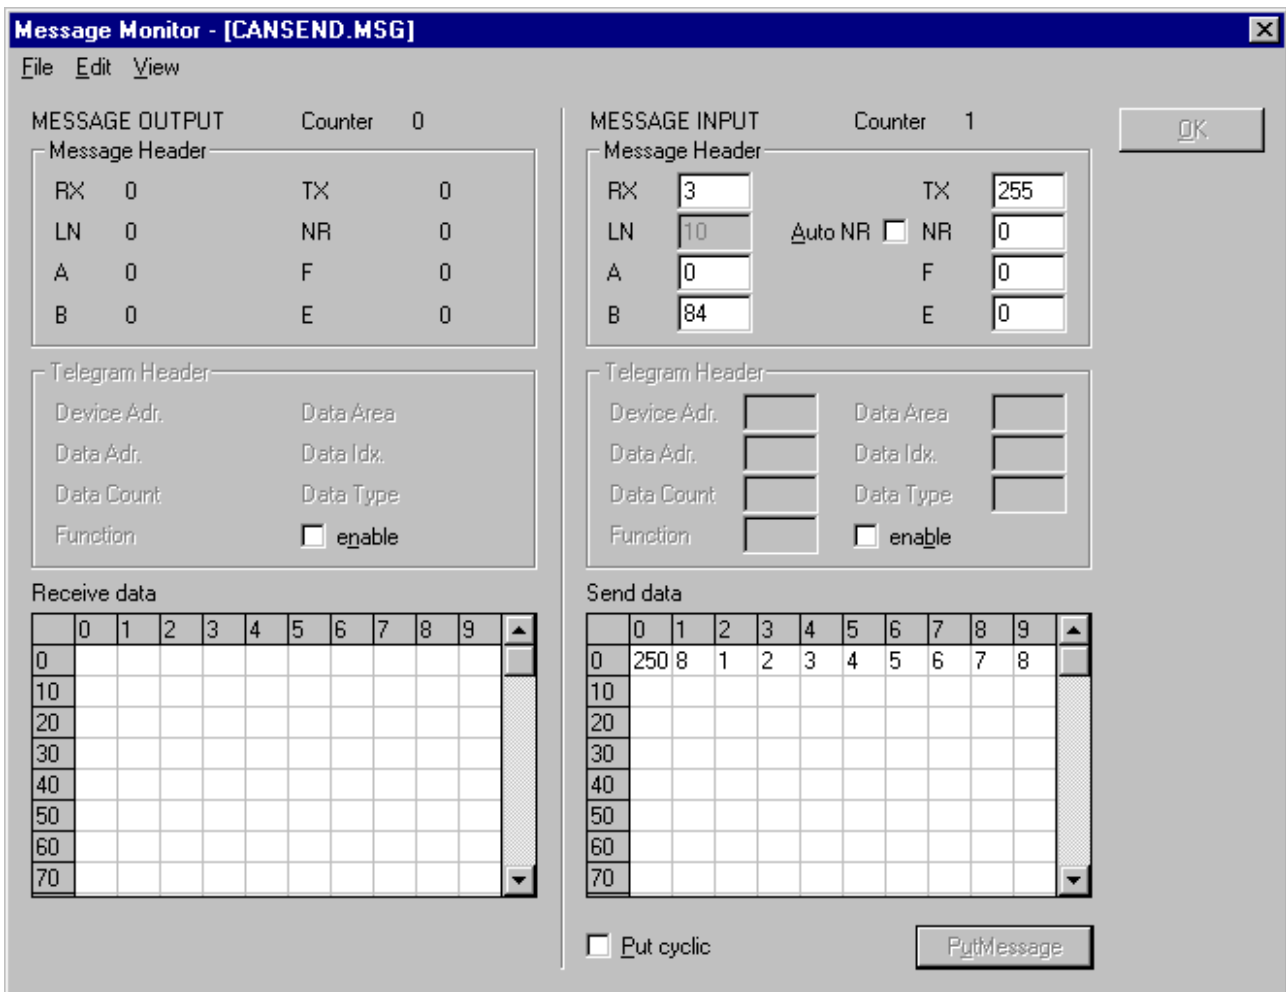 Message Monitor - [CANSEND.MSG]
File Edit View
MESSAGE OUTPUT Counter 0
Message Header
RX 0 TX 0
LN 0 NR 0
A 0 F 0
B 0 E 0
Telegram Header
Device Adr. Data Area
Data Adr. Data Idx.
Data Count Data Type
Function enable
Receive data
0 1 2 3 4 5 6 7 8 9
0
10
20
30
40
50
60
70
MESSAGE INPUT Counter 1
Message Header
RX 3 TX 255
LN 10 Auto NR NR 0
A 0 F 0
B 84 E 0
Telegram Header
Device Adr. Data Area
Data Adr. Data Idx.
Data Count Data Type
Function enable
Send data
0 1 2 3 4 5 6 7 8 9
0 250 8 1 2 3 4 5 6 7 8
10
20
30
40
50
60
70
Put cyclic PutMessage
OK